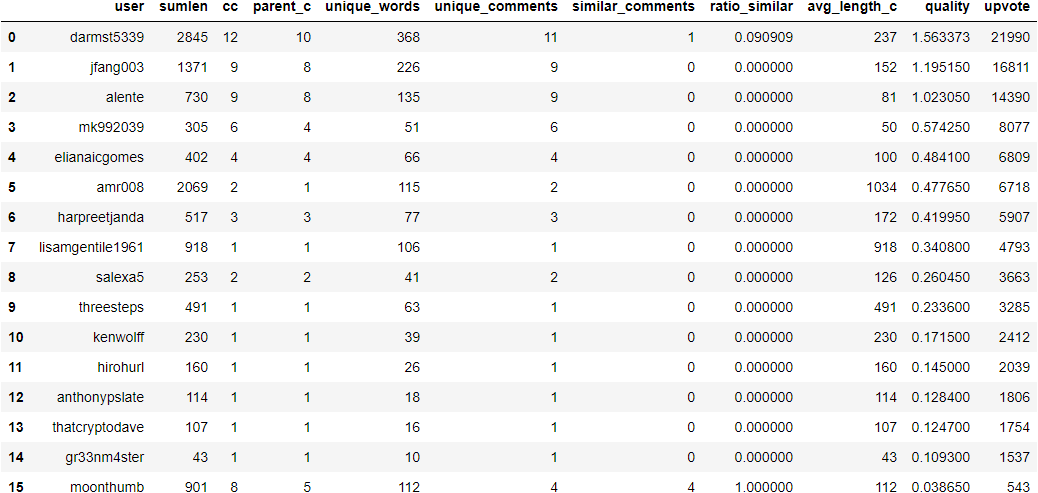 user sumlen cc parent_c unique_words unique_comments similar_comments ratio_similar avg_length_c quality upvote
0 darmst5339 2845 12 10 368 11 1 0.090909 237 1.563373 21990
1 jfang003 1371 9 8 226 9 0 0.000000 152 1.195150 16811
2 alente 730 9 8 135 9 0 0.000000 81 1.023050 14390
3 mk992039 305 6 4 51 6 0 0.000000 50 0.574250 8077
4 elianaicgomes 402 4 4 66 4 0 0.000000 100 0.484100 6809
5 amr008 2069 2 1 115 2 0 0.000000 1034 0.477650 6718
6 harpreetjanda 517 3 3 77 3 0 0.000000 172 0.419950 5907
7 lisamgentile1961 918 1 1 106 1 0 0.000000 918 0.340800 4793
8 salexa5 253 2 2 41 2 0 0.000000 126 0.260450 3663
9 threesteps 491 1 1 63 1 0 0.000000 491 0.233600 3285
10 kenwolff 230 1 1 39 1 0 0.000000 230 0.171500 2412
11 hirohurl 160 1 1 26 1 0 0.000000 160 0.145000 2039
12 anthonypslate 114 1 1 18 1 0 0.000000 114 0.128400 1806
13 thatcryptodave 107 1 1 16 1 0 0.000000 107 0.124700 1754
14 gr33nm4ster 43 1 1 10 1 0 0.000000 43 0.109300 1537
15 moonthumb 901 8 5 112 4 4 1.000000 112 0.038650 543